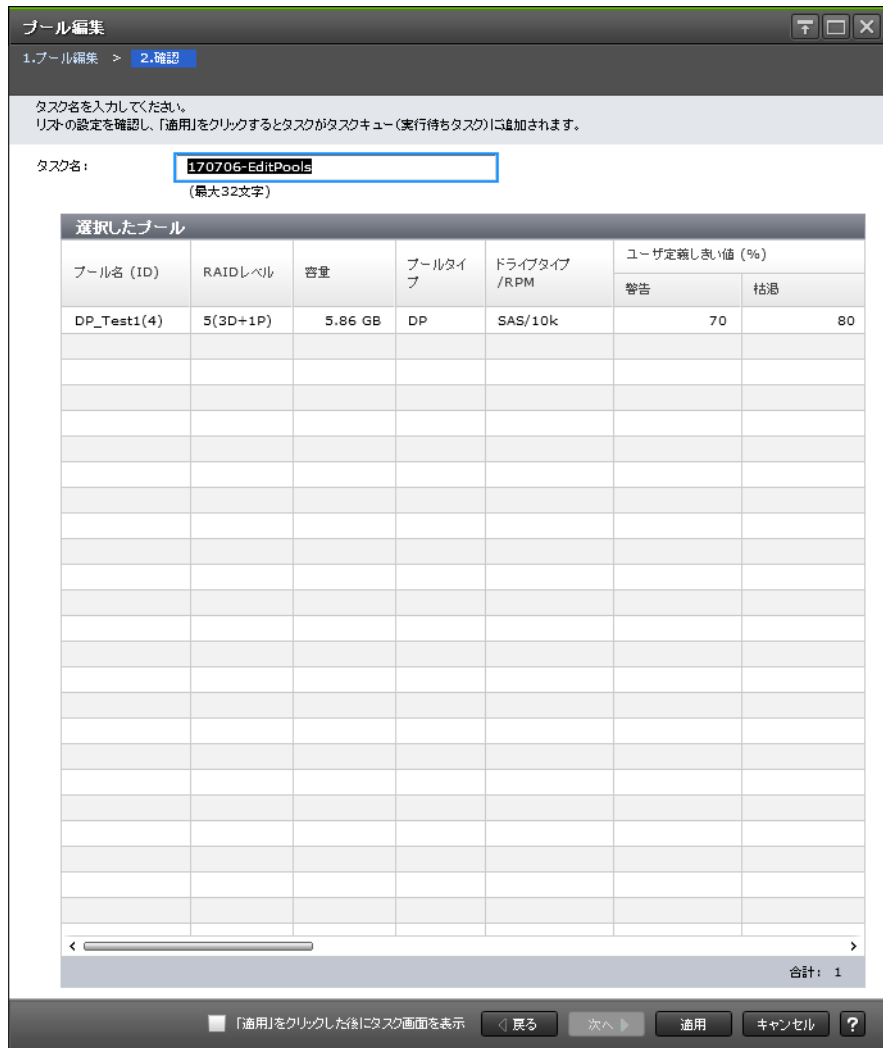 プール編集
1.プール編集 > 2.確認
タスク名を入力してください。
リストの設定を確認し、「適用」をクリックするとタスクがタスクキュー(実行待ちタスク)に追加されます。
タスク名: 170706-EditPools
(最大32文字)
選択したプール
プール名 (ID) RAIDレベル 容量 プールタイプ ドライブタイプ/RPM ユーザ定義しきい値 (%)
警告 枯渇
DP_Test1(4) 5(3D+1P) 5.86 GB DP SAS/10k 70 80
合計: 1
「適用」をクリックした後にタスク画面を表示 戻る 次へ 適用 キャンセル ?